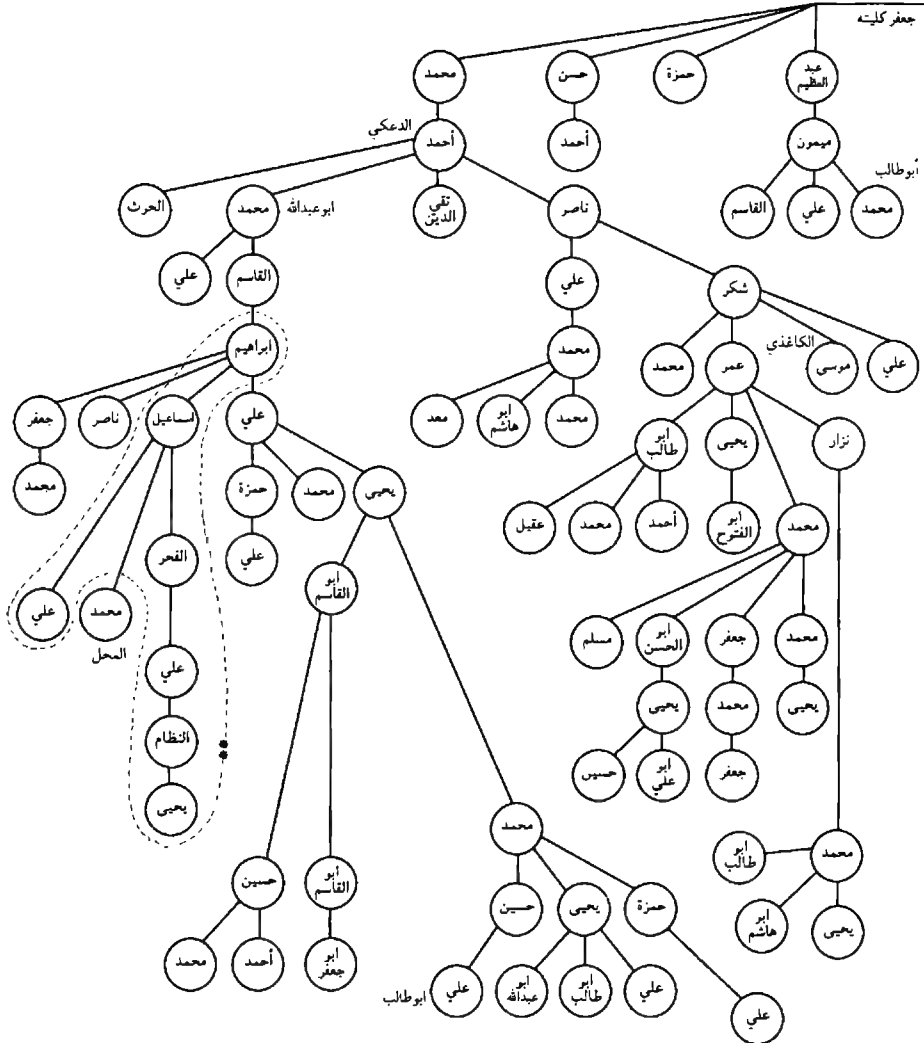 جعفر كليته
محمد
حسن
حمزة
عبد
العظيم
الدعكي
أحمد
أحمد
ميمون
أبوطالب
الحرث
محمد
ابوعبدالله
تقي
الدين
ناصر
القاسم
علي
محمد
علي
القاسم
علي
شكر
ابراهيم
محمد
محمد
عمر
الكاغذي
موسى
علي
جعفر
ناصر
اسماعيل
علي
معد
ابو
هاشم
محمد
ابو
طالب
يحيى
نزار
محمد
حمزة
محمد
يحيى
عقيل
محمد
أحمد
ابو
الفتوح
محمد
علي
الفحر
أبو
القاسم
علي
محمد
المحل
مسلم
ابو
الحسن
جعفر
محمد
علي
يحيى
محمد
يحيى
النظام
حسين
ابو
علي
جعفر
يحيى
محمد
ابو
طالب
محمد
حسين
أبو
القاسم
حسين
يحيى
حمزة
ابو
هاشم
يحيى
محمد
أحمد
ابو
جعفر
ابوطالب
علي
ابو
عبدالله
ابو
طالب
علي
علي